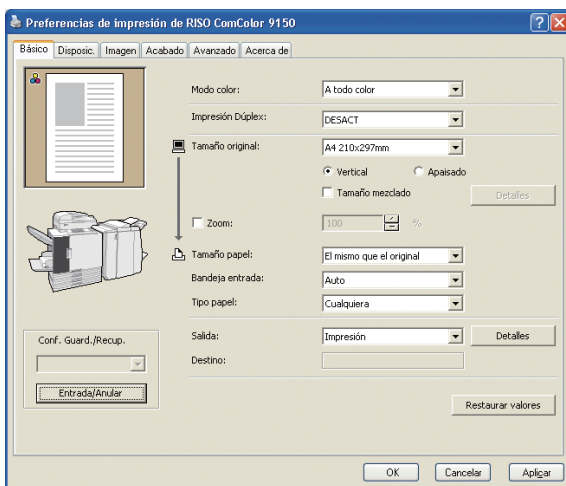 Preferencias de impresión de RISO ComColor 9150
Básico Disposic. Imagen Acabado Avanzado Acerca de
Modo color: A todo color
Impresión Dúplex: DESACT
Tamaño original: A4 210x297mm
Vertical Apaisado
Tamaño mezclado Detalles
Zoom: 100 %
Tamaño papel: El mismo que el original
Bandeja entrada: Auto
Tipo papel: Cualquiera
Conf. Guard./Recup.
Salida: Impresión Detalles
Destino:
Entrada/Anular
Restaurar valores
OK Cancelar Aplicar